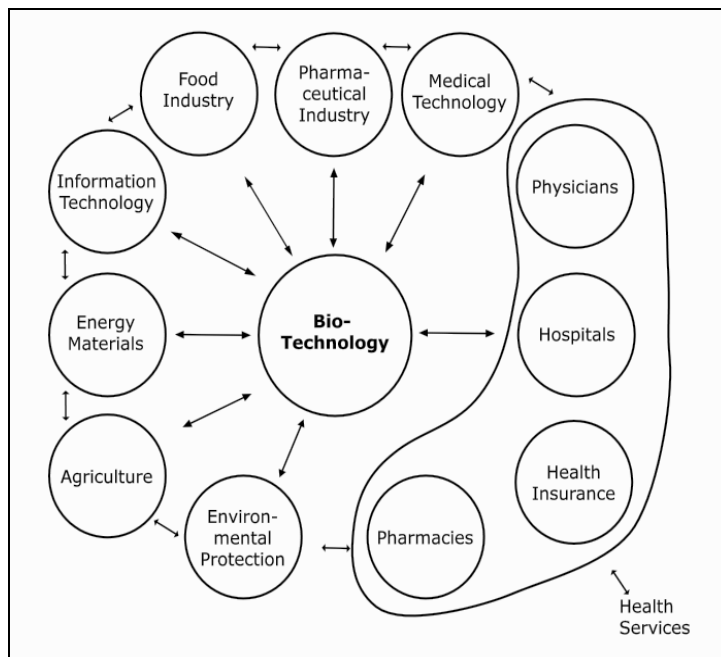 Food
Industry
Pharma-
ceutical
Industry
Medical
Technology
Information
Technology
Physicians
Energy
Materials
Bio-
Technology
Hospitals
Agriculture
Environ-
mental
Protection
Pharmacies
Health
Insurance
Health
Services